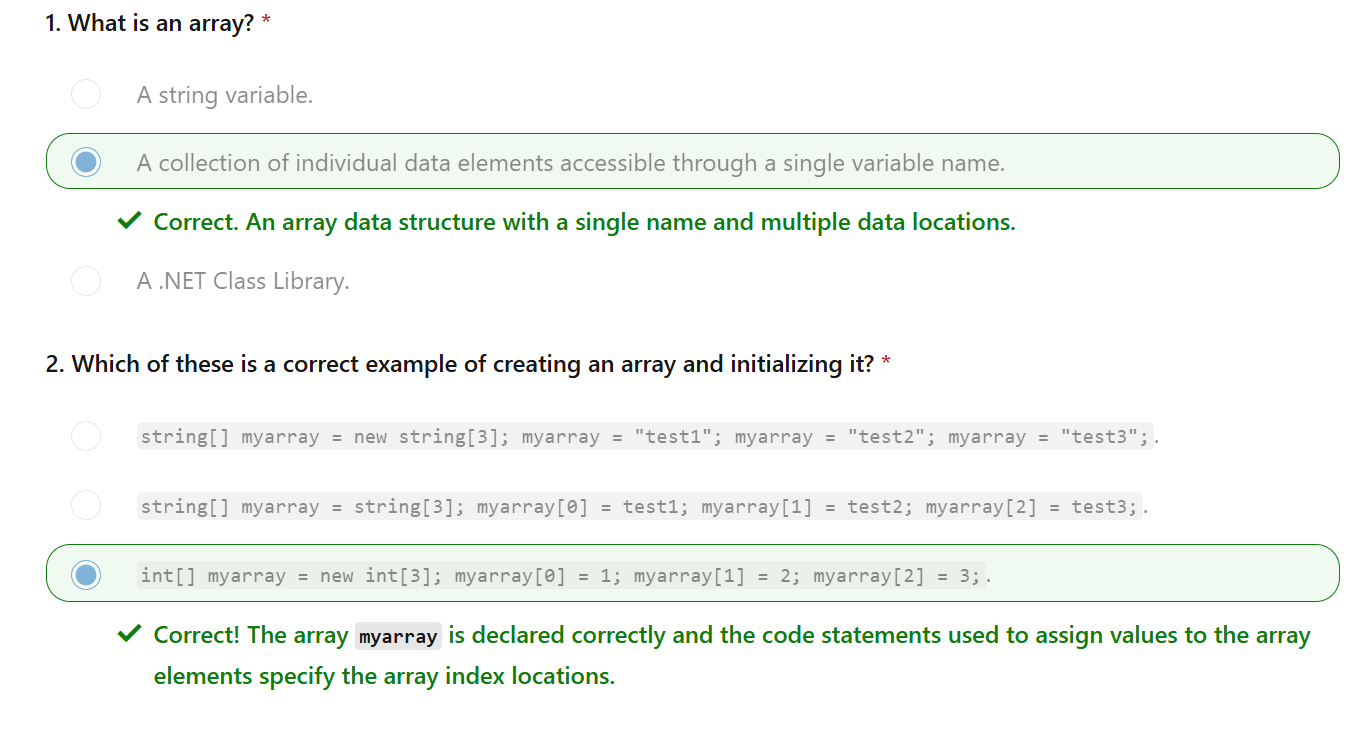 1. What is an array? *
A string variable.
A collection of individual data elements accessible through a single variable name.
Correct. An array data structure with a single name and multiple data locations.
A .NET Class Library.
2. Which of these is a correct example of creating an array and initializing it? *
string[] myarray = new string[3]; myarray = "test1"; myarray = "test2"; myarray = "test3";.
string[] myarray = string[3]; myarray[0] = test1; myarray[1] = test2; myarray[2] = test3;.
int[] myarray = new int[3]; myarray[0] = 1; myarray[1] = 2; myarray[2] = 3;.
Correct! The array myarray is declared correctly and the code statements used to assign values to the array
elements specify the array index locations.